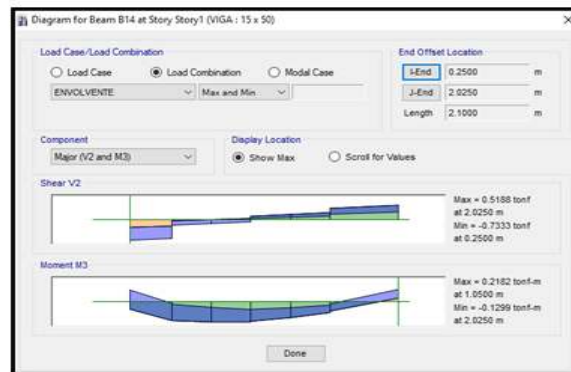 Diagram for Beam B14 at Story Story1 (VIGA : 15 x 50)
Load Case/Load Combination
Load Case
Load Combination
Modal Case
ENVOLVENTE
Max and Min
End Offset Location
I-End
0.2500
m
J-End
2.0250
m
Length
2.1000
m
Component
Major (V2 and M3)
Display Location
Show Max
Scroll for Values
Shear V2
Max = 0.5188 tonf
at 2.0250 m
Min = -0.7333 tonf
at 0.2500 m
Moment M3
Max = 0.2182 tonf-m
at 1.0500 m
Min = -0.1299 tonf-m
at 2.0250 m
Done